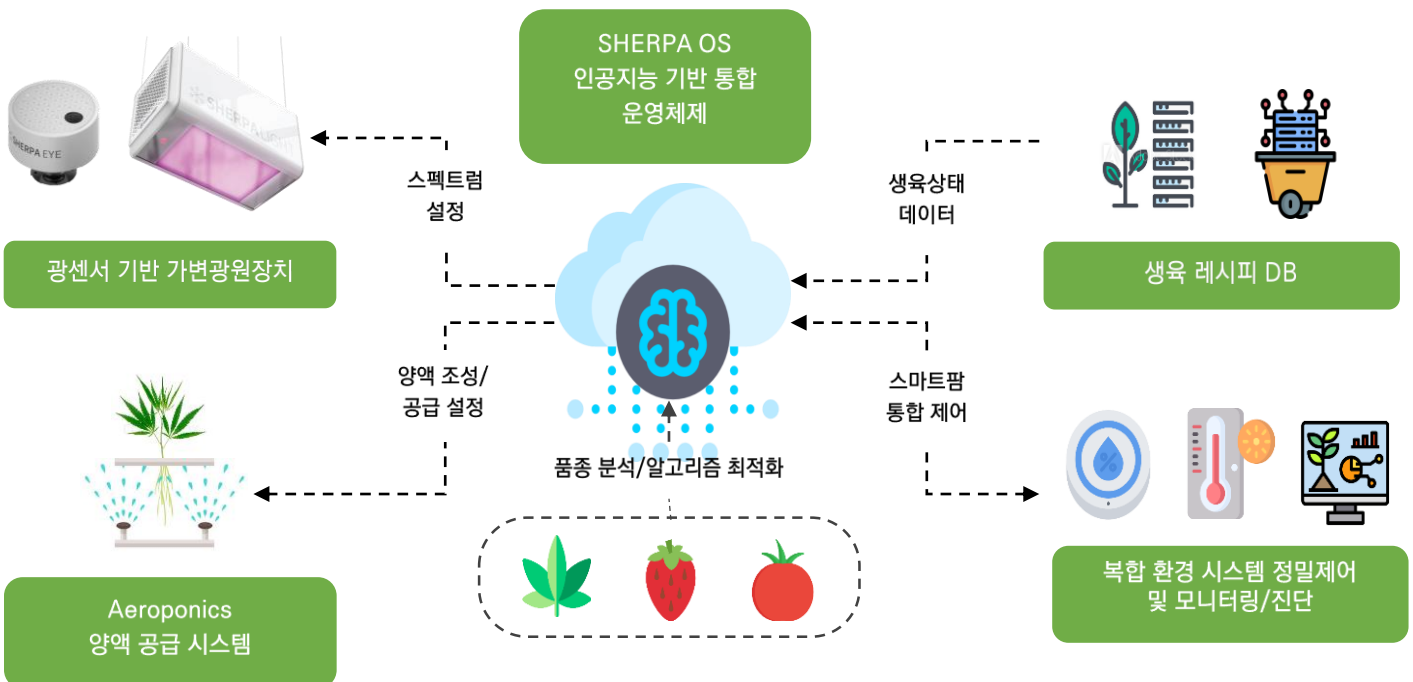 SHERPA OS
인공지능 기반 통합
운영체제
SHERPA EYE
SHERPALIGHT
스펙트럼
설정
생육상태
데이터
광센서 기반 가변광원장치
생육 레시피 DB
양액 조성/
공급 설정
스마트팜
통합 제어
품종 분석/알고리즘 최적화
%
Aeroponics
양액 공급 시스템
복합 환경 시스템 정밀제어
및 모니터링/진단